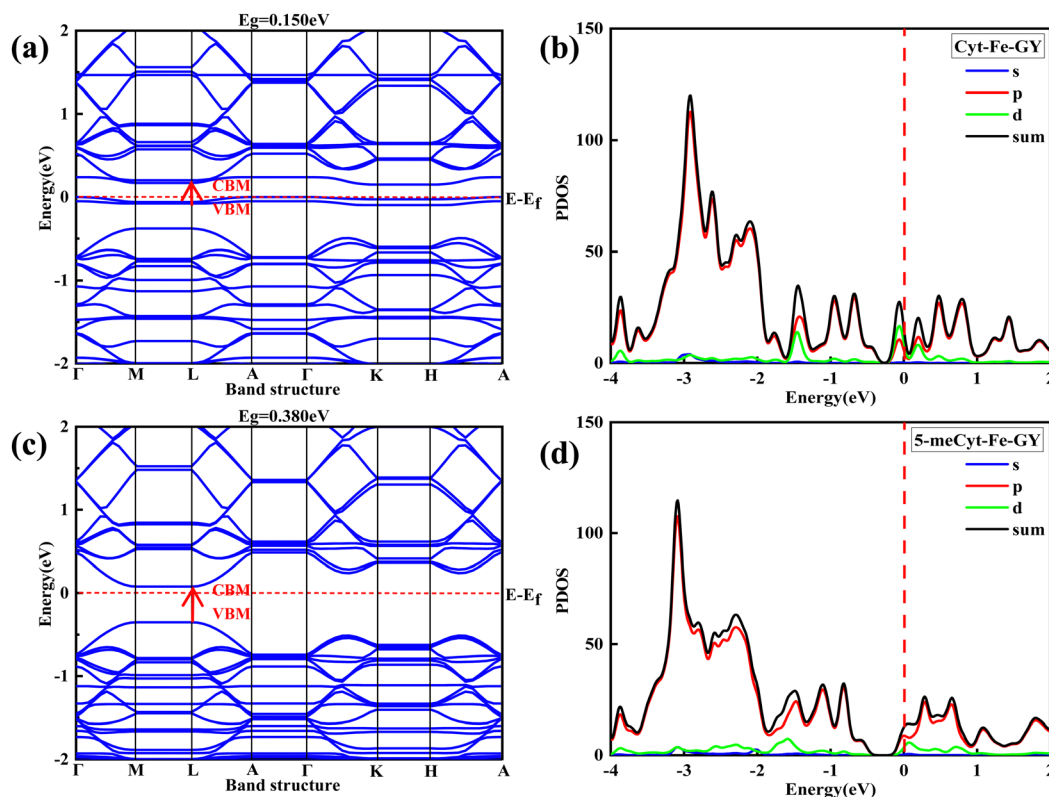 (a)
Eg=0.150eV
2
1
0
-1
-2
Energy(eV)
CBM
VBM
E-E_f
Γ M L A Γ K H A
Band structure
(b)
150
100
50
0
PDOS
Cyt-Fe-GY
s
p
d
sum
-4 -3 -2 -1 0 1 2
Energy(eV)
(c)
Eg=0.380eV
2
1
0
-1
-2
Energy(eV)
CBM
VBM
E-E_f
Γ M L A Γ K H A
Band structure
(d)
150
100
50
0
PDOS
5-meCyt-Fe-GY
s
p
d
sum
-4 -3 -2 -1 0 1 2
Energy(eV)